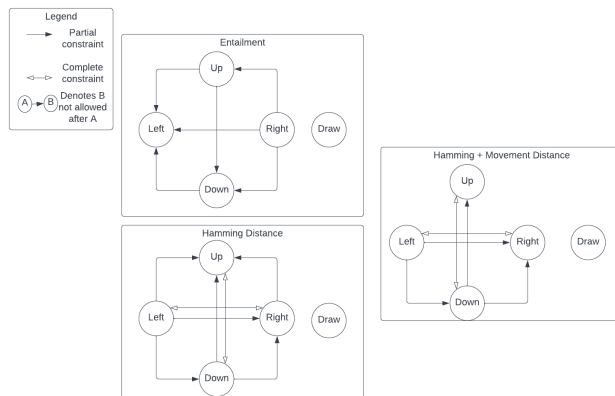 Legend
Partial
constraint
Complete
constraint
A
B
Denotes B
not allowed
after A
Entailment
Up
Left
Right
Draw
Down
Hamming Distance
Up
Left
Right
Draw
Down
Hamming + Movement Distance
Up
Left
Right
Draw
Down